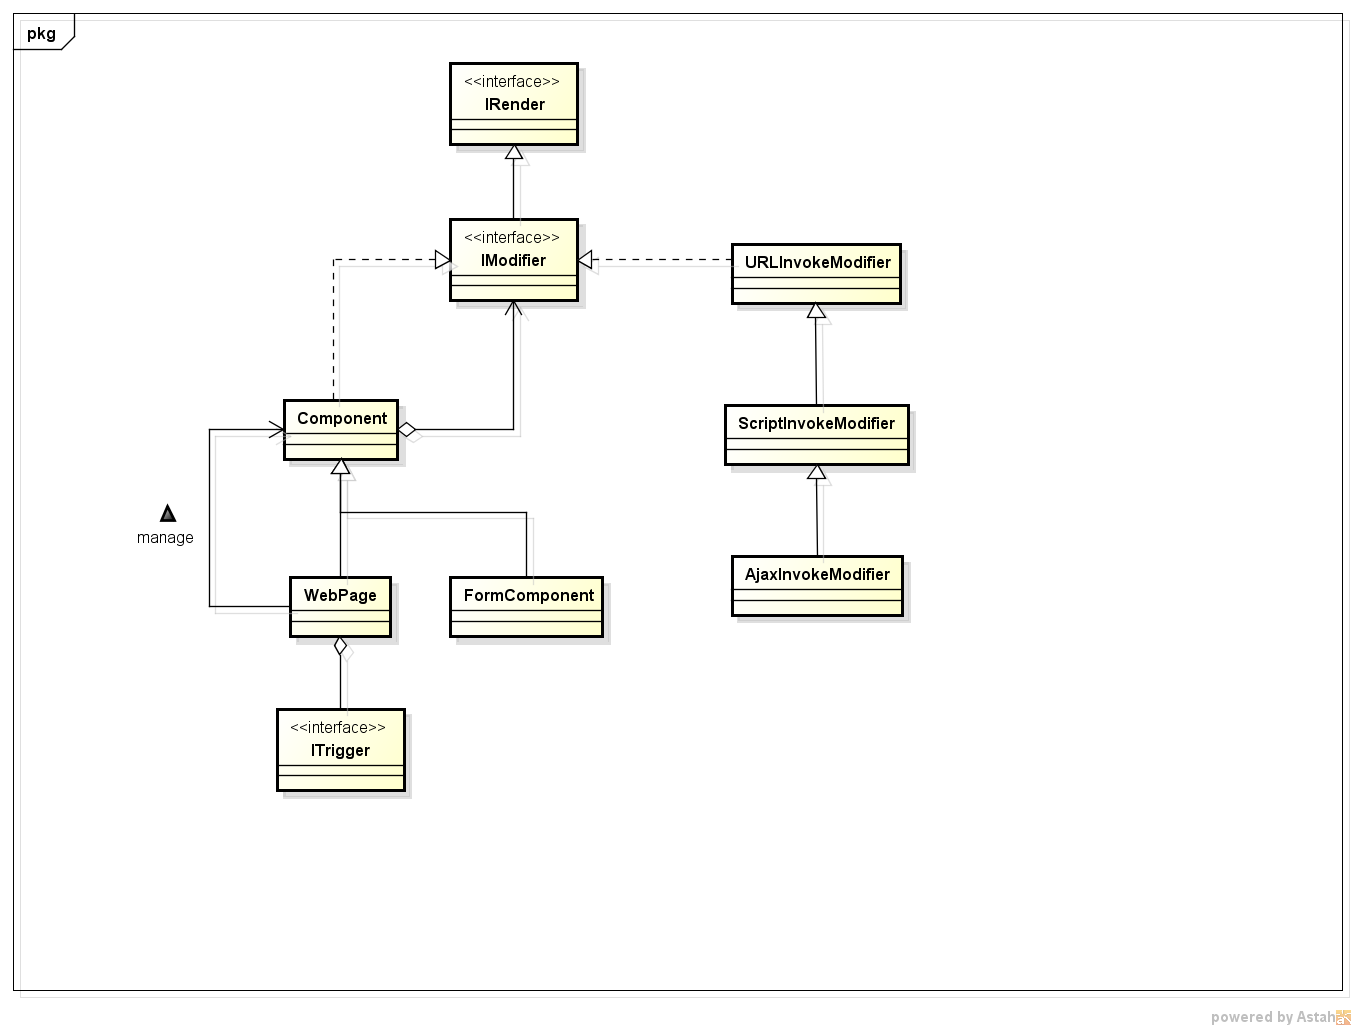 pkg
<<interface>>
IRender
<<interface>>
IModifier
URLInvokeModifier
Component
ScriptInvokeModifier
manage
AjaxInvokeModifier
WebPage
FormComponent
<<interface>>
ITrigger
powered by Astah